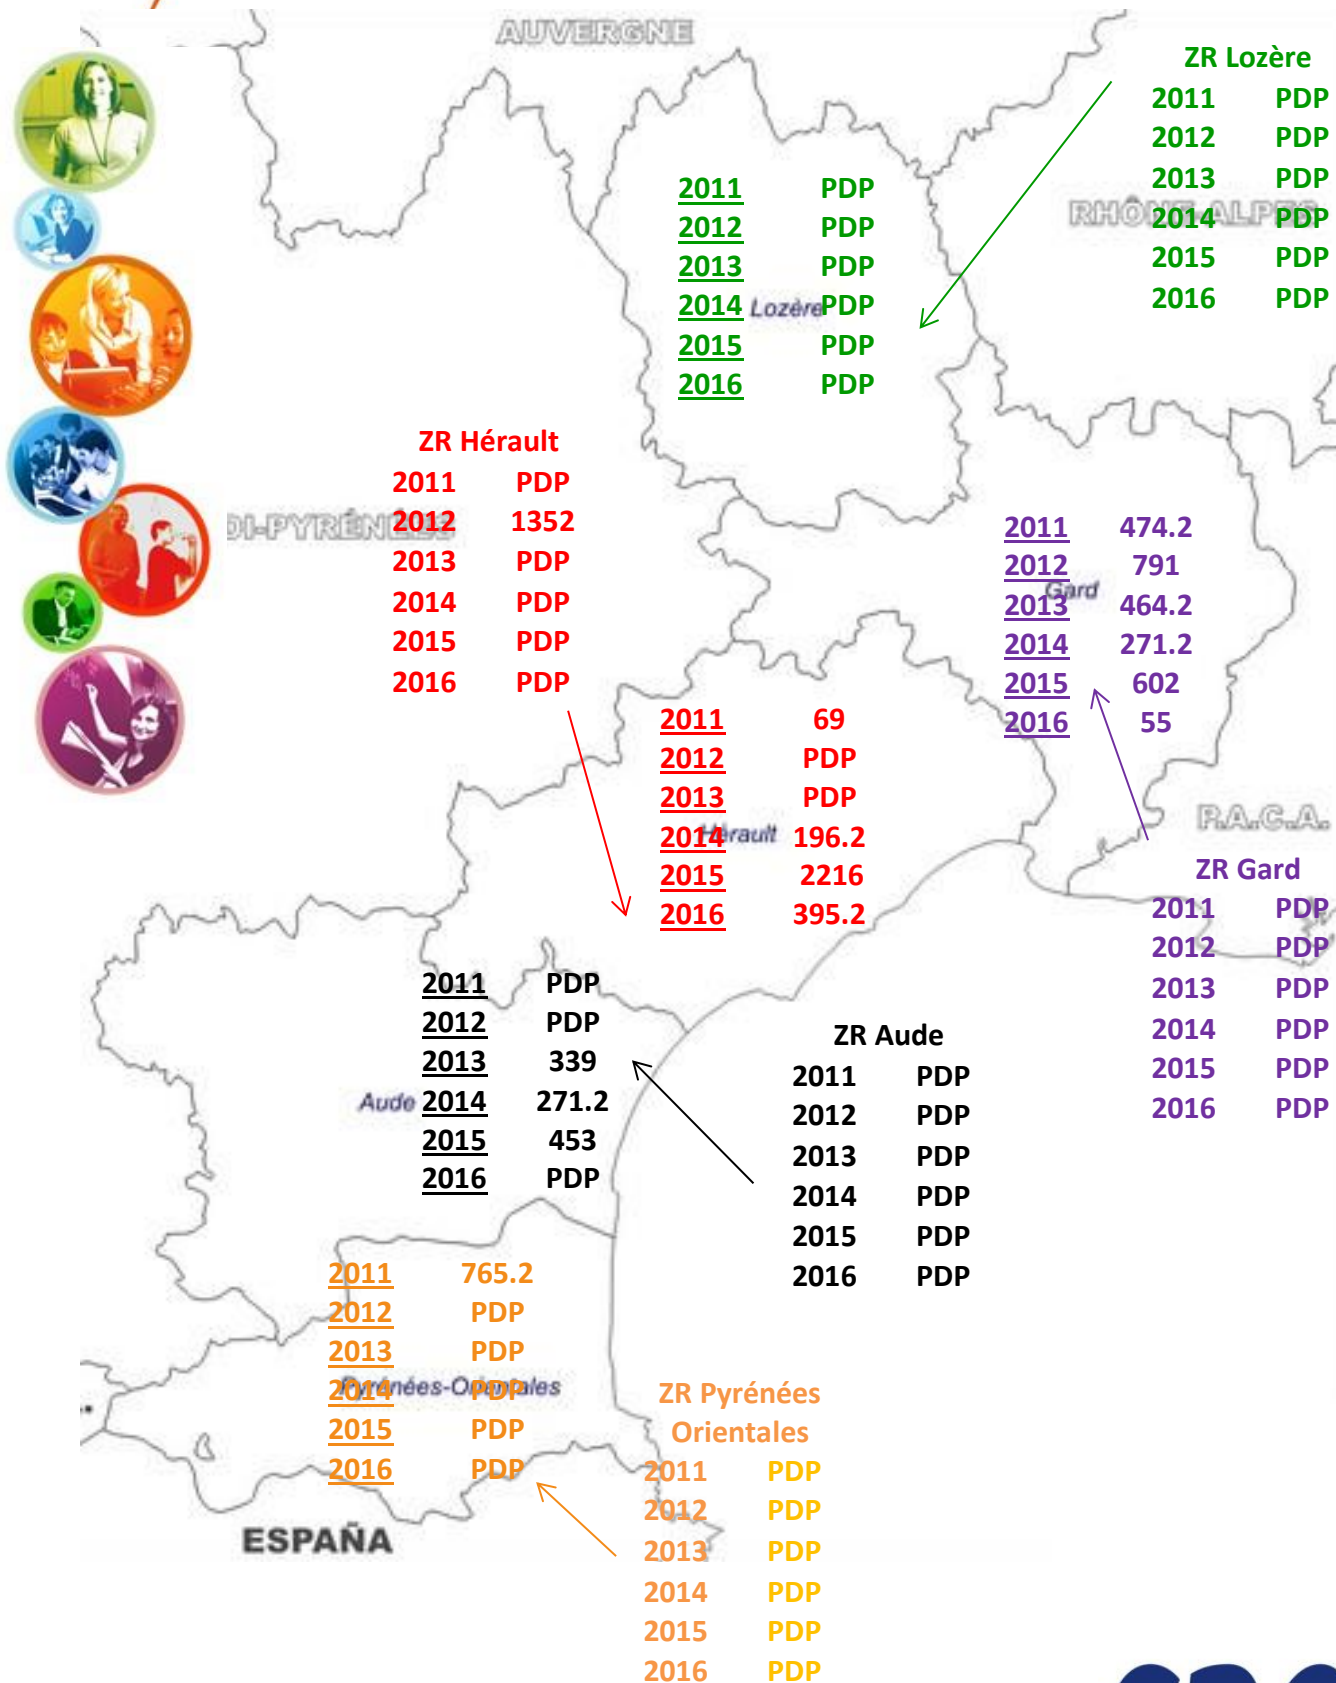 AUVERGNE
ZR Lozère
2011 PDP
2012 PDP
2013 PDP
RHÔNE-ALPES
2014 PDP
2015 PDP
2016 PDP
2011 PDP
2012 PDP
2013 PDP
2014 Lozère PDP
2015 PDP
2016 PDP
ZR Hérault
2011 PDP
2012 1352
2013 PDP
2014 PDP
2015 PDP
2016 PDP
DI-PYRÉNÉES
2011 474.2
2012 791
Gard
2013 464.2
2014 271.2
2015 602
2016 55
2011 69
2012 PDP
2013 PDP
2014 Hérault 196.2
2015 2216
2016 395.2
P.A.C.A.
ZR Gard
2011 PDP
2012 PDP
2013 PDP
2014 PDP
2015 PDP
2016 PDP
2011 PDP
2012 PDP
2013 339
Aude 2014 271.2
2015 453
2016 PDP
ZR Aude
2011 PDP
2012 PDP
2013 PDP
2014 PDP
2015 PDP
2016 PDP
2011 765.2
2012 PDP
2013 PDP
2014 PDP
Pyrénées-Orientales
2015 PDP
2016 PDP
ZR Pyrénées
Orientales
2011 PDP
2012 PDP
2013 PDP
2014 PDP
2015 PDP
2016 PDP
ESPAÑA